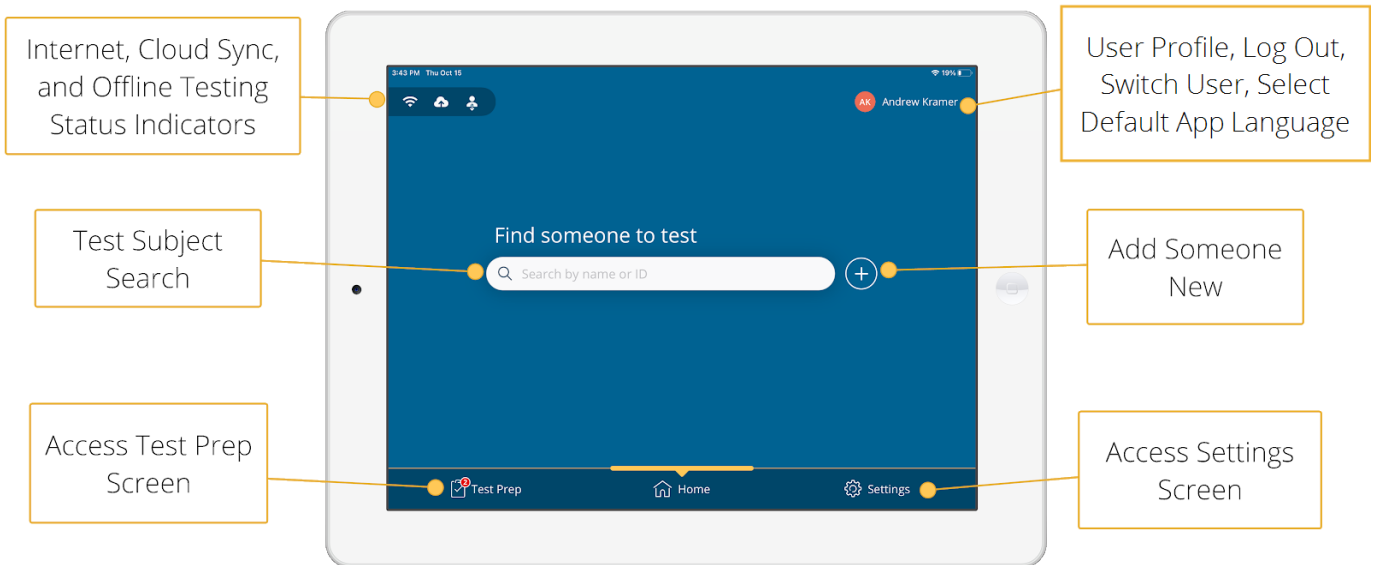 Internet, Cloud Sync,
and Offline Testing
Status Indicators
User Profile, Log Out,
Switch User, Select
Default App Language
3:43 PM Thu Oct 15
19%
AK Andrew Kramer
Test Subject
Search
Find someone to test
Search by name or ID
Add Someone
New
Access Test Prep
Screen
2
Test Prep
Home
Settings
Access Settings
Screen